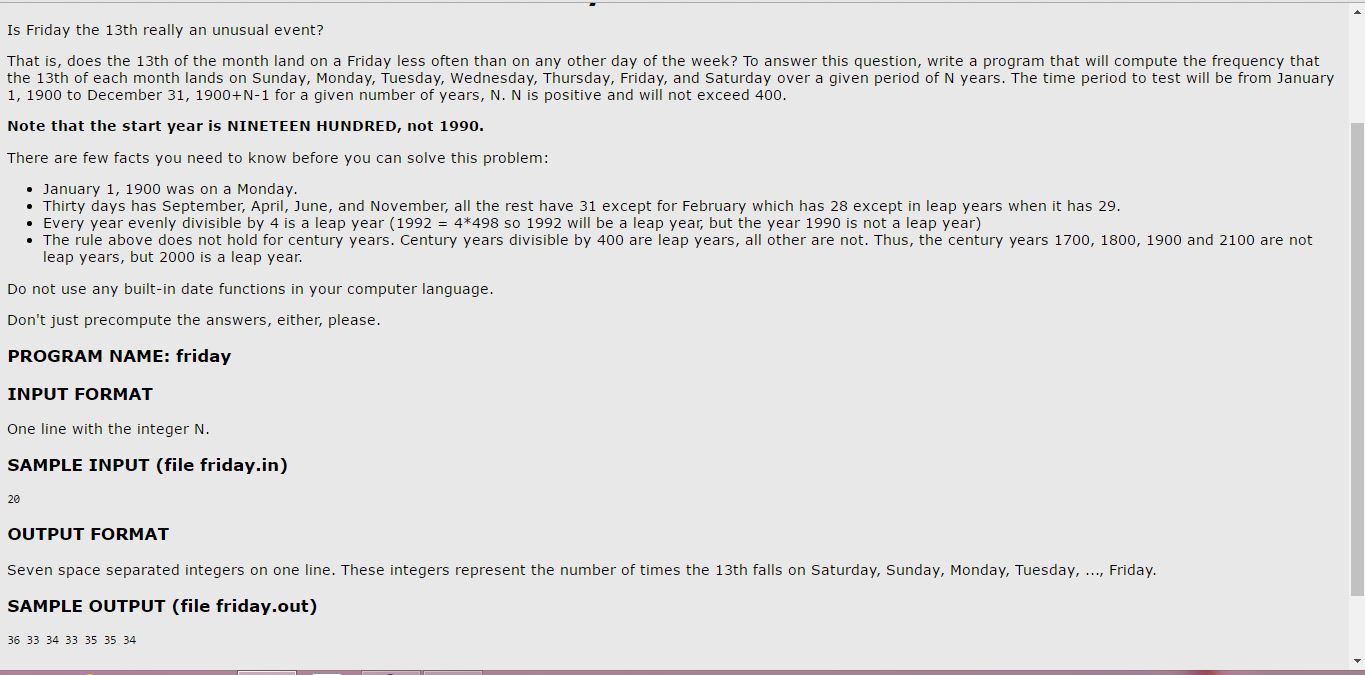 Is Friday the 13th really an unusual event?
That is, does the 13th of the month land on a Friday less often than on any other day of the week? To answer this question, write a program that will compute the frequency that
the 13th of each month lands on Sunday, Monday, Tuesday, Wednesday, Thursday, Friday, and Saturday over a given period of N years. The time period to test will be from January
1, 1900 to December 31, 1900+N-1 for a given number of years, N. N is positive and will not exceed 400.
Note that the start year is NINETEEN HUNDRED, not 1990.
There are few facts you need to know before you can solve this problem:
• January 1, 1900 was on a Monday.
• Thirty days has September, April, June, and November, all the rest have 31 except for February which has 28 except in leap years when it has 29.
• Every year evenly divisible by 4 is a leap year (1992 = 4*498 so 1992 will be a leap year, but the year 1990 is not a leap year)
• The rule above does not hold for century years. Century years divisible by 400 are leap years, all other are not. Thus, the century years 1700, 1800, 1900 and 2100 are not
leap years, but 2000 is a leap year.
Do not use any built-in date functions in your computer language.
Don't just precompute the answers, either, please.
PROGRAM NAME: friday
INPUT FORMAT
One line with the integer N.
SAMPLE INPUT (file friday.in)
20
OUTPUT FORMAT
Seven space separated integers on one line. These integers represent the number of times the 13th falls on Saturday, Sunday, Monday, Tuesday, ..., Friday.
SAMPLE OUTPUT (file friday.out)
36 33 34 33 35 35 34